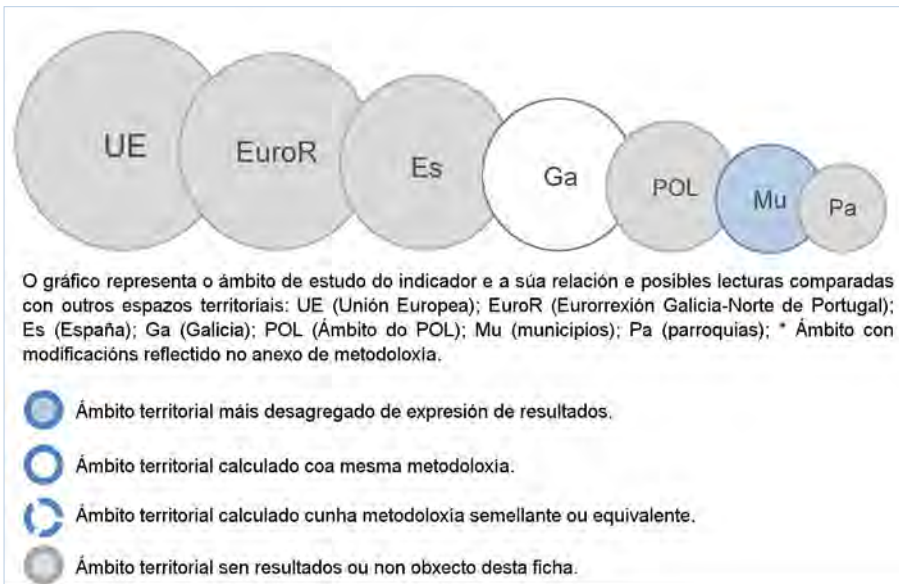 UE
EuroR
Es
Ga
POL
Mu
Pa
O gráfico representa o ámbito de estudo do indicador e a súa relación e posibles lecturas comparadas
con outros espazos territoriais: UE (Unión Europea); EuroR (Eurorrexión Galicia-Norte de Portugal);
Es (España); Ga (Galicia); POL (Ámbito do POL); Mu (municipios); Pa (parroquias); * Ámbito con
modificacións reflectido no anexo de metodoloxia.
Ámbito territorial máis desagregado de expresión de resultados.
Ámbito territorial calculado coa mesma metodoloxia.
Ámbito territorial calculado cunha metodoloxia semellante ou equivalente.
Ámbito territorial sen resultados ou non obxecto desta ficha.